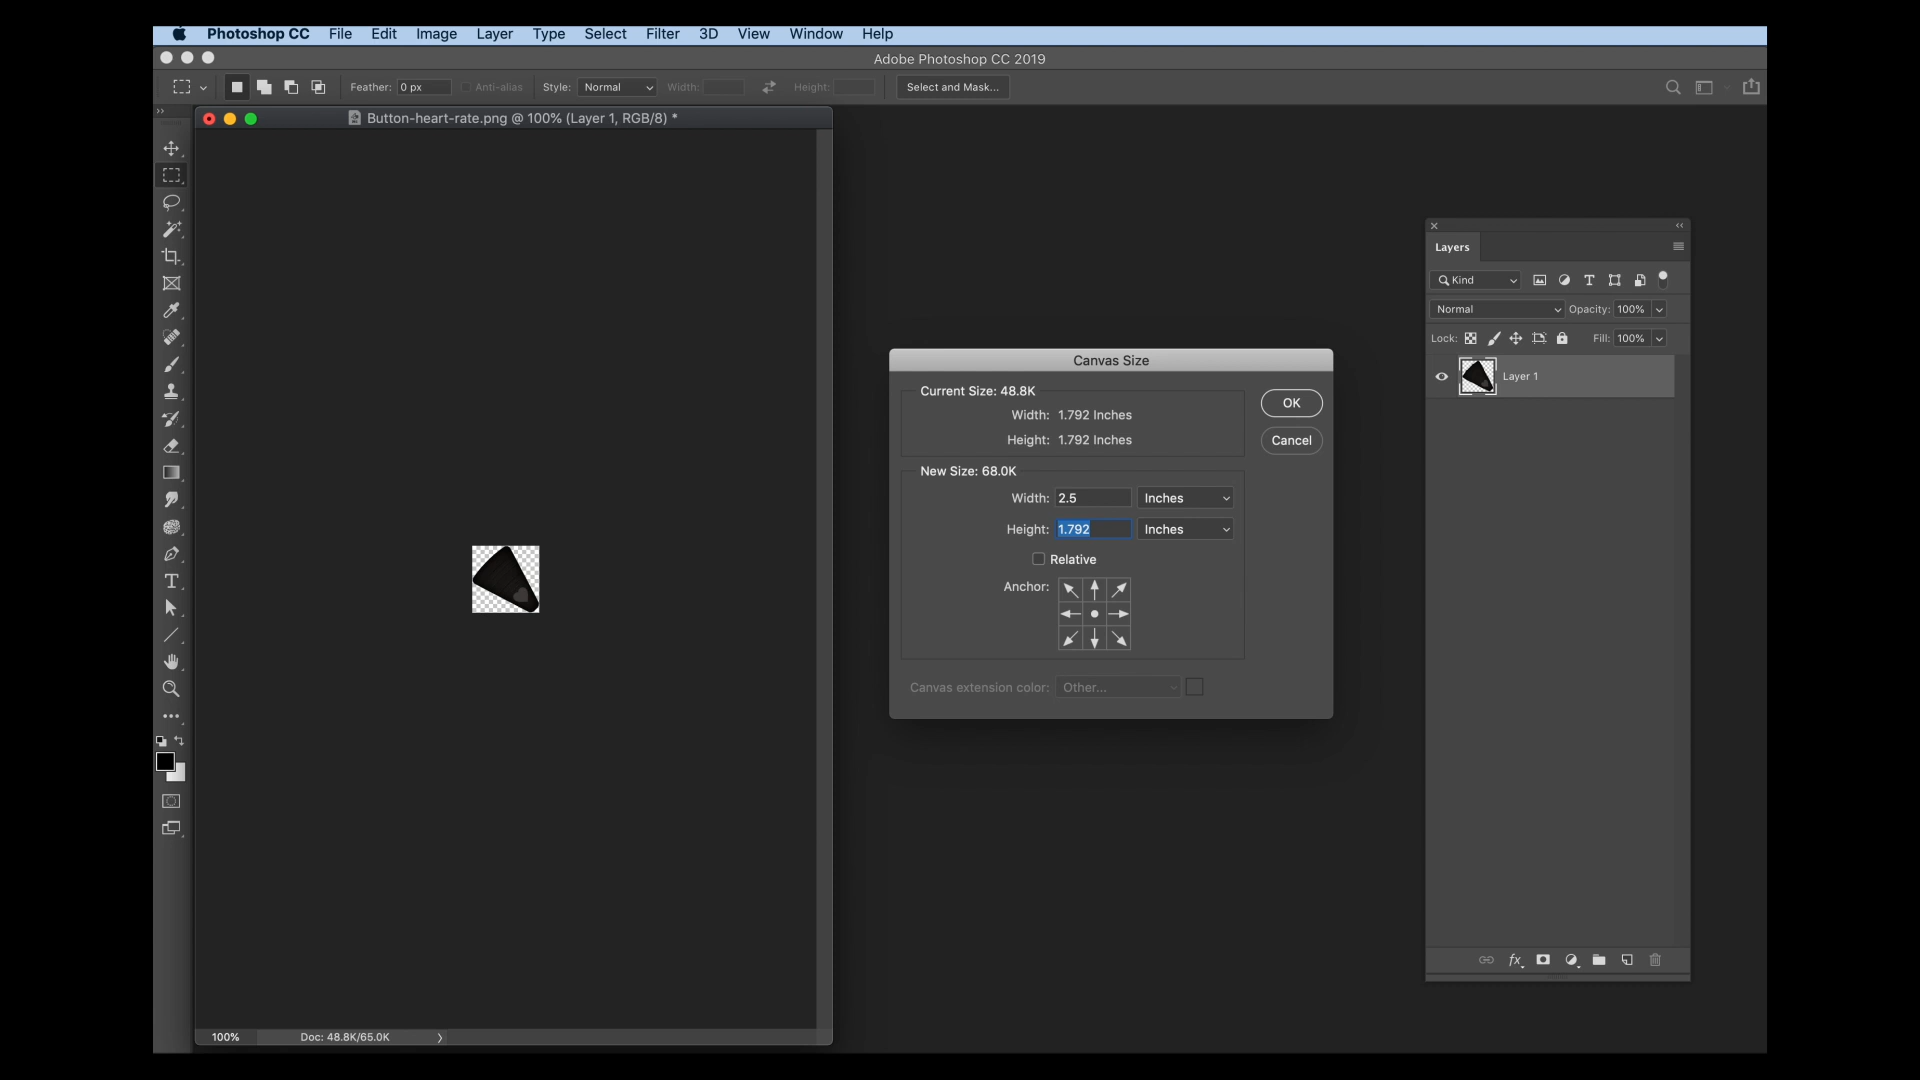 Photoshop CC File Edit Image Layer Type Select Filter 3D View Window Help
Adobe Photoshop CC 2019
Feather: 0 px Anti-alias Style: Normal Width: Height: Select and Mask...
Button-heart-rate.png @ 100% (Layer 1, RGB/8) *
Layers
Kind
Normal Opacity: 100%
Lock: Fill: 100%
Layer 1
fx
Canvas Size
Current Size: 48.8K
Width: 1.792 Inches
Height: 1.792 Inches
OK
Cancel
New Size: 68.0K
Width: 2.5 Inches
Height: 1.792 Inches
Relative
Anchor:
Canvas extension color: Other...
100% Doc: 48.8K/65.0K